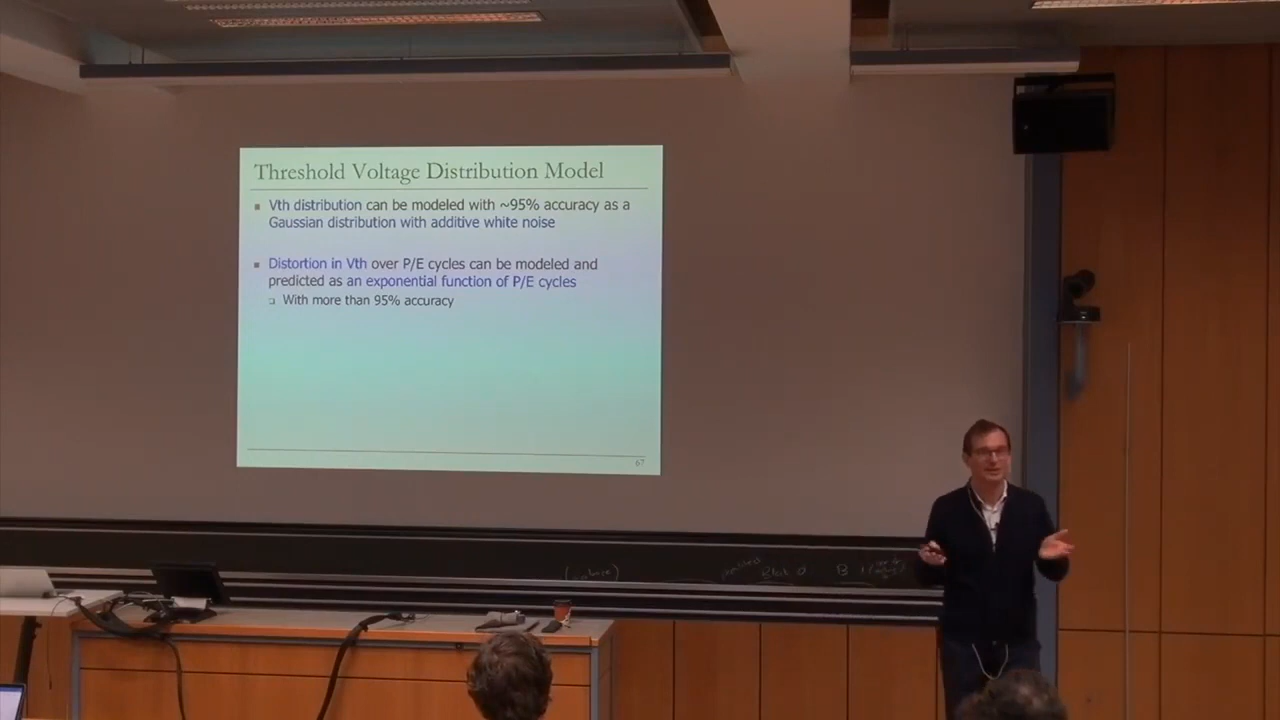 Threshold Voltage Distribution Model
Vth distribution can be modeled with ~95% accuracy as a
Gaussian distribution with additive white noise
Distortion in Vth over P/E cycles can be modeled and
predicted as an exponential function of P/E cycles
With more than 95% accuracy
67